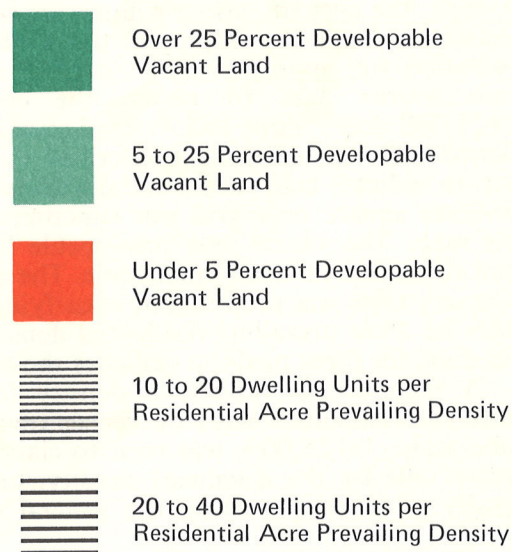 Over 25 Percent Developable
Vacant Land
5 to 25 Percent Developable
Vacant Land
Under 5 Percent Developable
Vacant Land
10 to 20 Dwelling Units per
Residential Acre Prevailing Density
20 to 40 Dwelling Units per
Residential Acre Prevailing Density